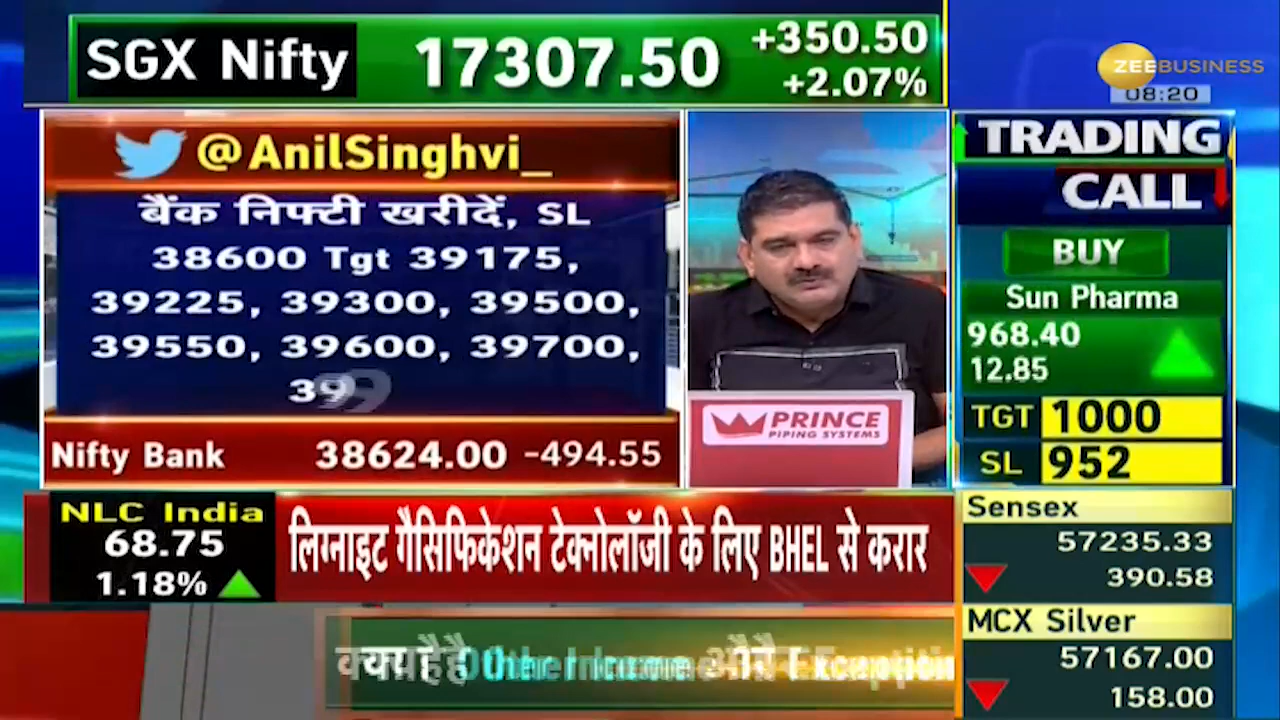 SGX Nifty
17307.50
+350.50
+2.07%
ZEEBUSINESS
08:20
@AnilSinghvi_
बैंक निफ्टी खरीदें, SL
38600 Tgt 39175,
39225, 39300, 39500,
39550, 39600, 39700,
39
Nifty Bank 38624.00 -494.55
PRINCE
PIPING SYSTEMS
TRADING
CALL
BUY
Sun Pharma
968.40
12.85
TGT 1000
SL 952
NLC India
68.75
1.18%
लिग्नाइट गैसिफिकेशन टेक्नोलॉजी के लिए BHEL से करार
Sensex
57235.33
390.58
MCX Silver
57167.00
158.00